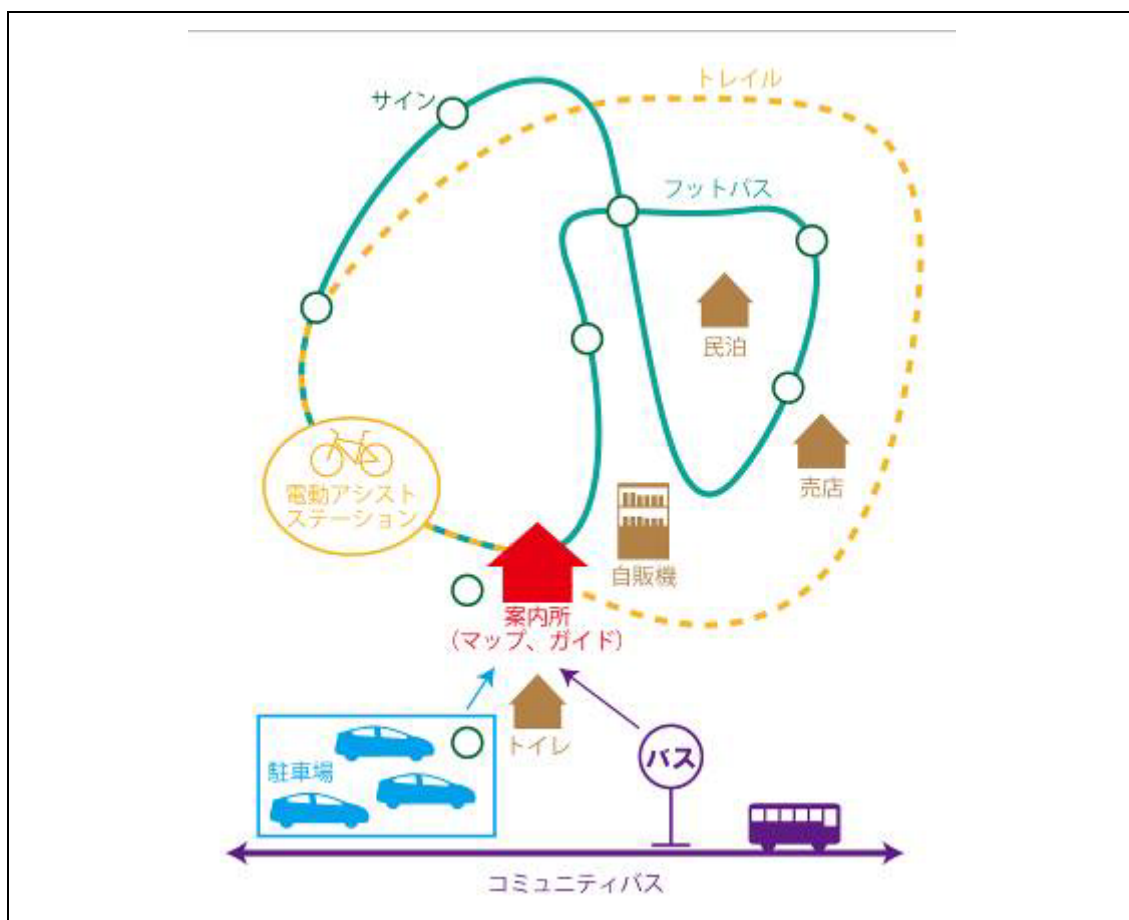 トレイル
サイン
フットパス
民泊
売店
電動アシスト
ステーション
自販機
案内所
（マップ、ガイド）
トイレ
バス
駐車場
コミュニティバス